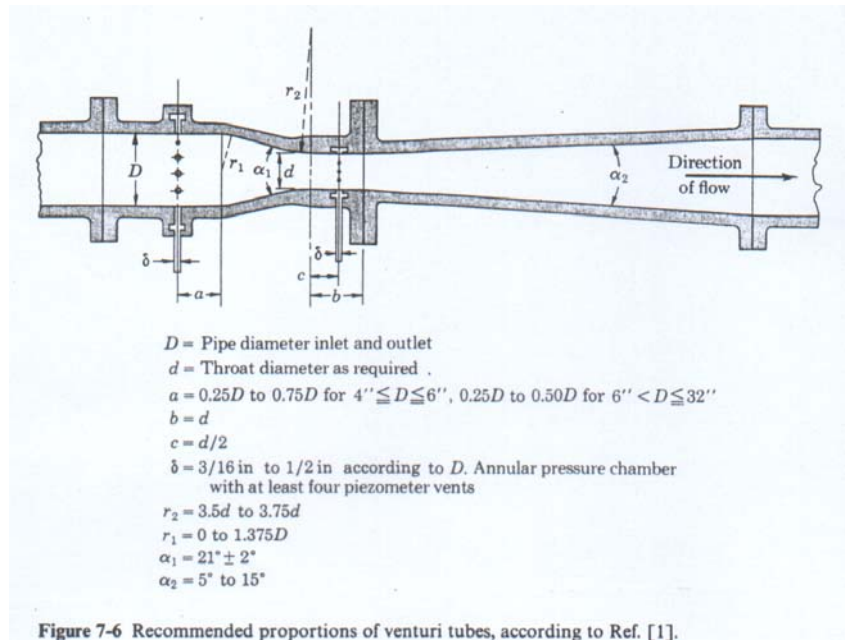 r₂
D
r₁
α₁
d
α₂
Direction
of flow
δ
δ
c
a
b
D = Pipe diameter inlet and outlet
d = Throat diameter as required .
a = 0.25D to 0.75D for 4′′ ≦ D ≦ 6′′, 0.25D to 0.50D for 6′′ < D ≦ 32′′
b = d
c = d/2
δ = 3/16 in to 1/2 in according to D. Annular pressure chamber
with at least four piezometer vents
r₂ = 3.5d to 3.75d
r₁ = 0 to 1.375D
α₁ = 21° ± 2°
α₂ = 5° to 15°
Figure 7-6 Recommended proportions of venturi tubes, according to Ref. [1].